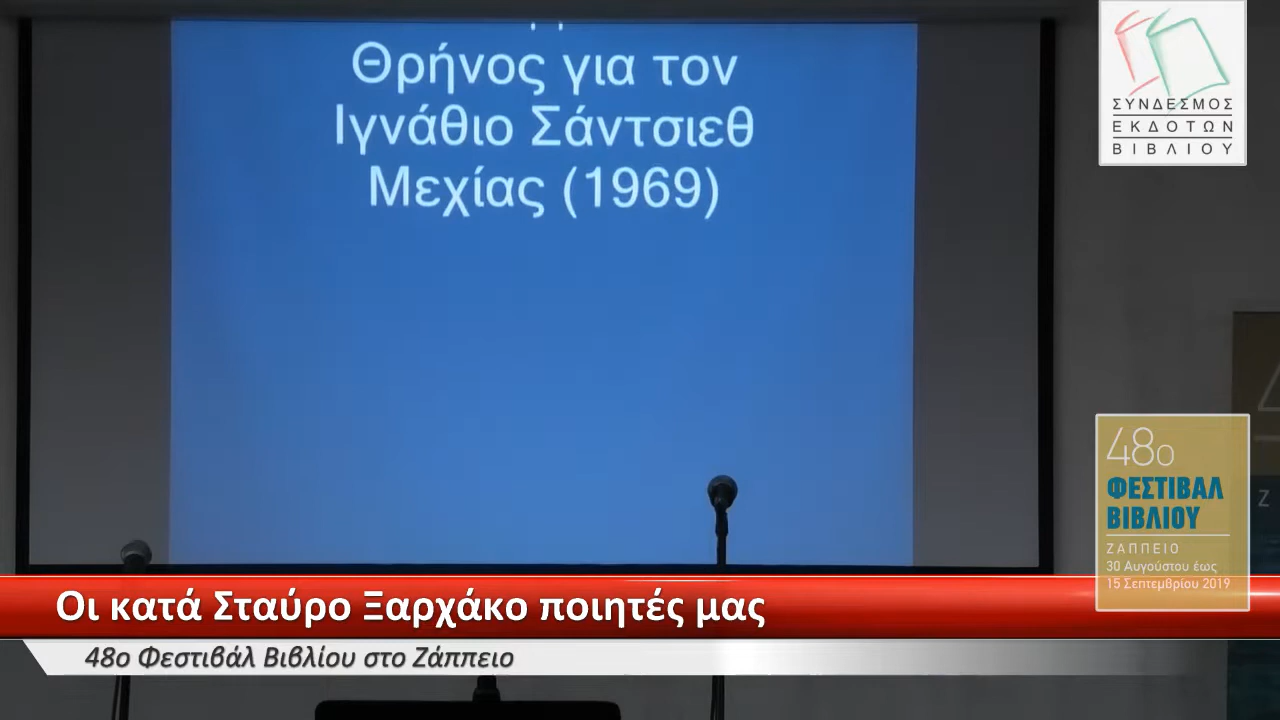 Θρήνος για τον
Ιγνάθιο Σάντσιεθ
Μεχίας (1969)
ΣΥΝΔΕΣΜΟΣ
ΕΚΔΟΤΩΝ
ΒΙΒΛΙΟΥ
48ο
ΦΕΣΤΙΒΑΛ
ΒΙΒΛΙΟΥ
ΖΑΠΠΕΙΟ
30 Αυγούστου έως
15 Σεπτεμβρίου 2019
Οι κατά Σταύρο Ξαρχάκο ποιητές μας
48ο Φεστιβάλ Βιβλίου στο Ζάππειο